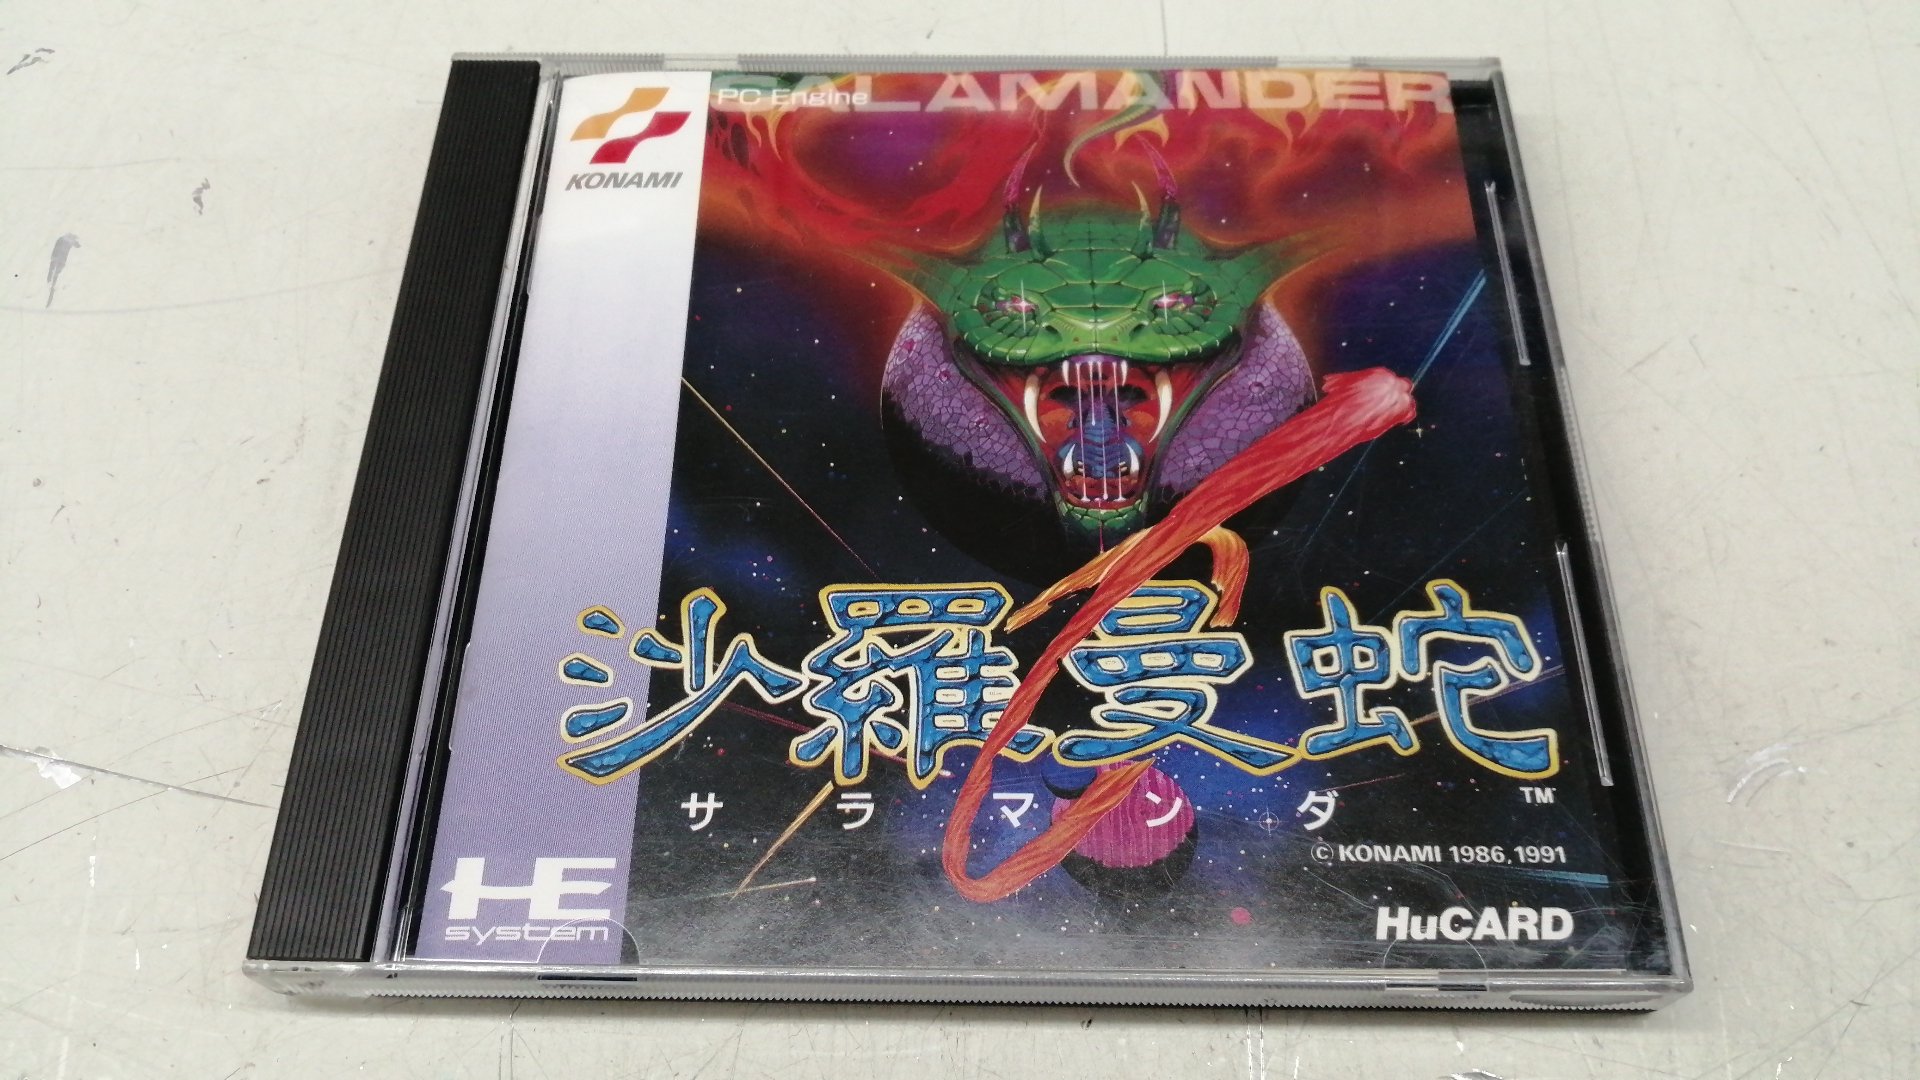 SALAMANDER
PC Engine
KONAMI
沙羅曼蛇
サラマンダ
TM
© KONAMI 1986, 1991
HE
system
HuCARD